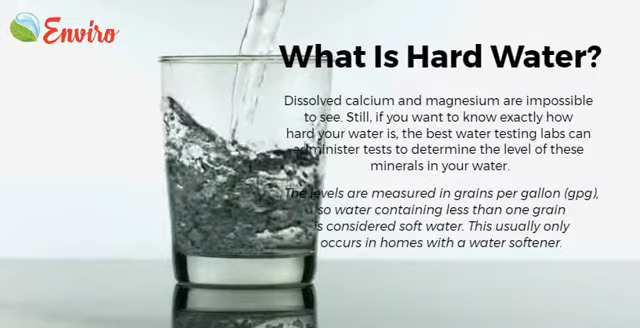 Enviro
What Is Hard Water?
Dissolved calcium and magnesium are impossible
to see. Still, if you want to know exactly how
hard your water is, the best water testing labs can
administer tests to determine the level of these
minerals in your water.
The levels are measured in grains per gallon (gpg),
so water containing less than one grain
is considered soft water. This usually only
occurs in homes with a water softener.